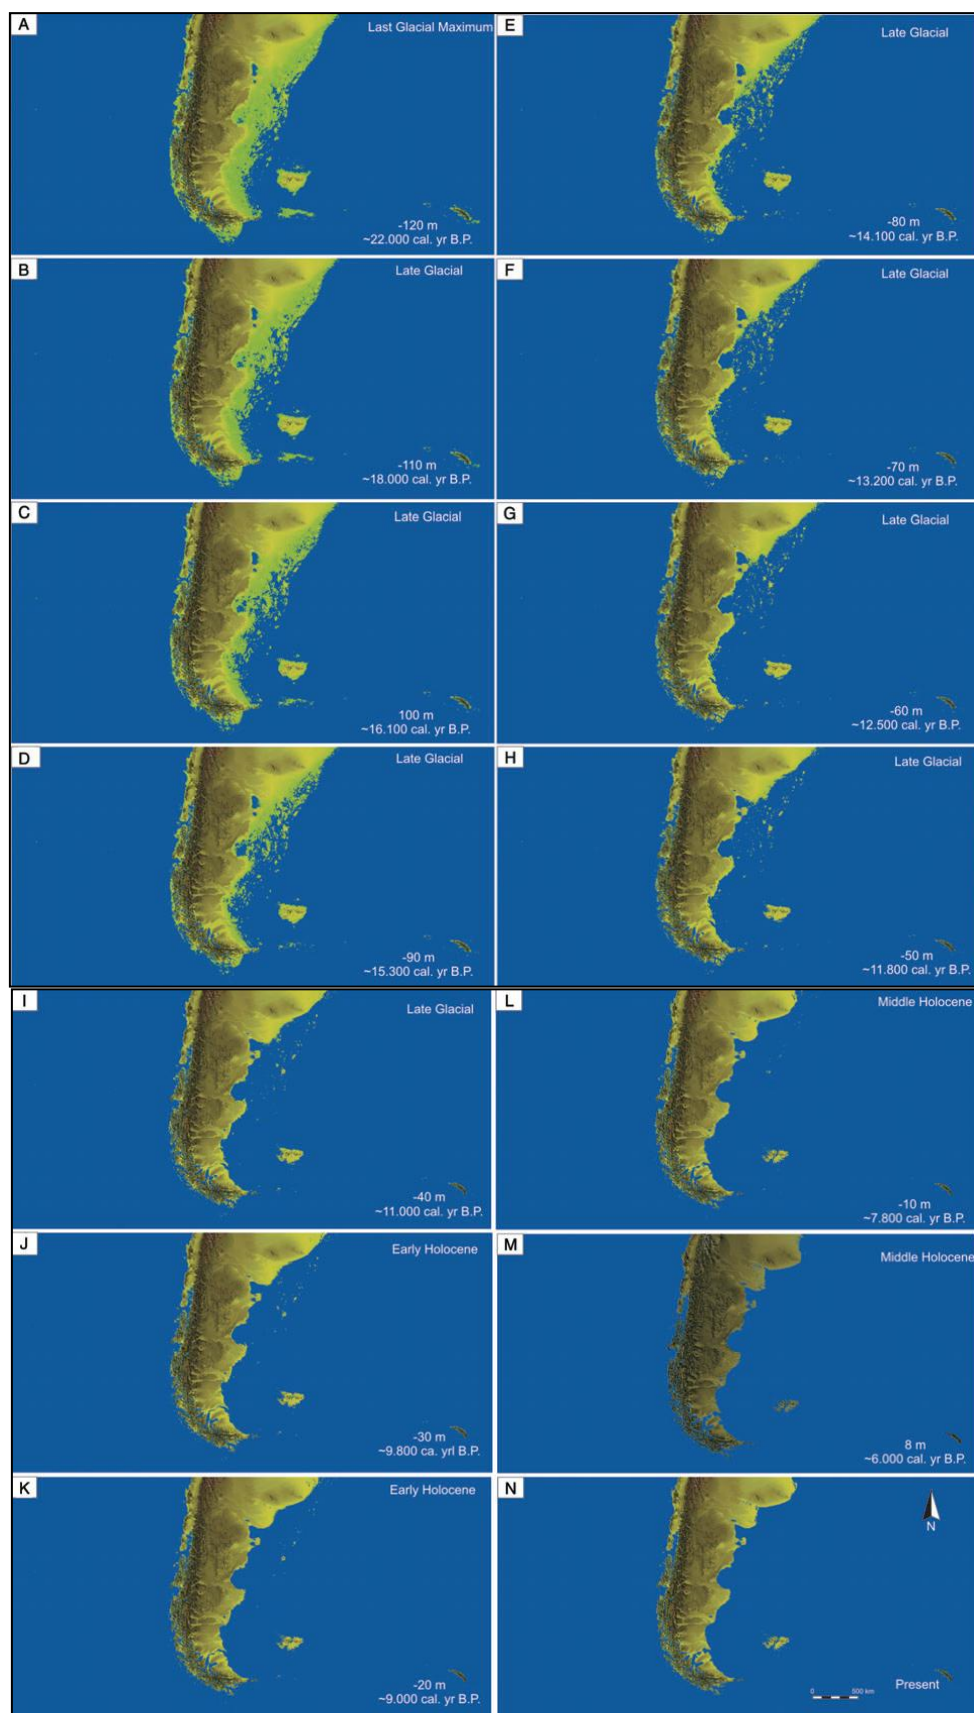 A
Last Glacial Maximum
-120 m
~22.000 cal. yr B.P.
B
Late Glacial
-110 m
~18.000 cal. yr B.P.
C
Late Glacial
100 m
~16.100 cal. yr B.P.
D
Late Glacial
-90 m
~15.300 cal. yr B.P.
E
Late Glacial
-80 m
~14.100 cal. yr B.P.
F
Late Glacial
-70 m
~13.200 cal. yr B.P.
G
Late Glacial
-60 m
~12.500 cal. yr B.P.
H
Late Glacial
-50 m
~11.800 cal. yr B.P.
I
Late Glacial
-40 m
~11.000 cal. yr B.P.
J
Early Holocene
-30 m
~9.800 ca. yrl B.P.
K
Early Holocene
-20 m
~9.000 cal. yr B.P.
L
Middle Holocene
-10 m
~7.800 cal. yr B.P.
M
Middle Holocene
8 m
~6.000 cal. yr B.P.
N
N
0 500 km
Present